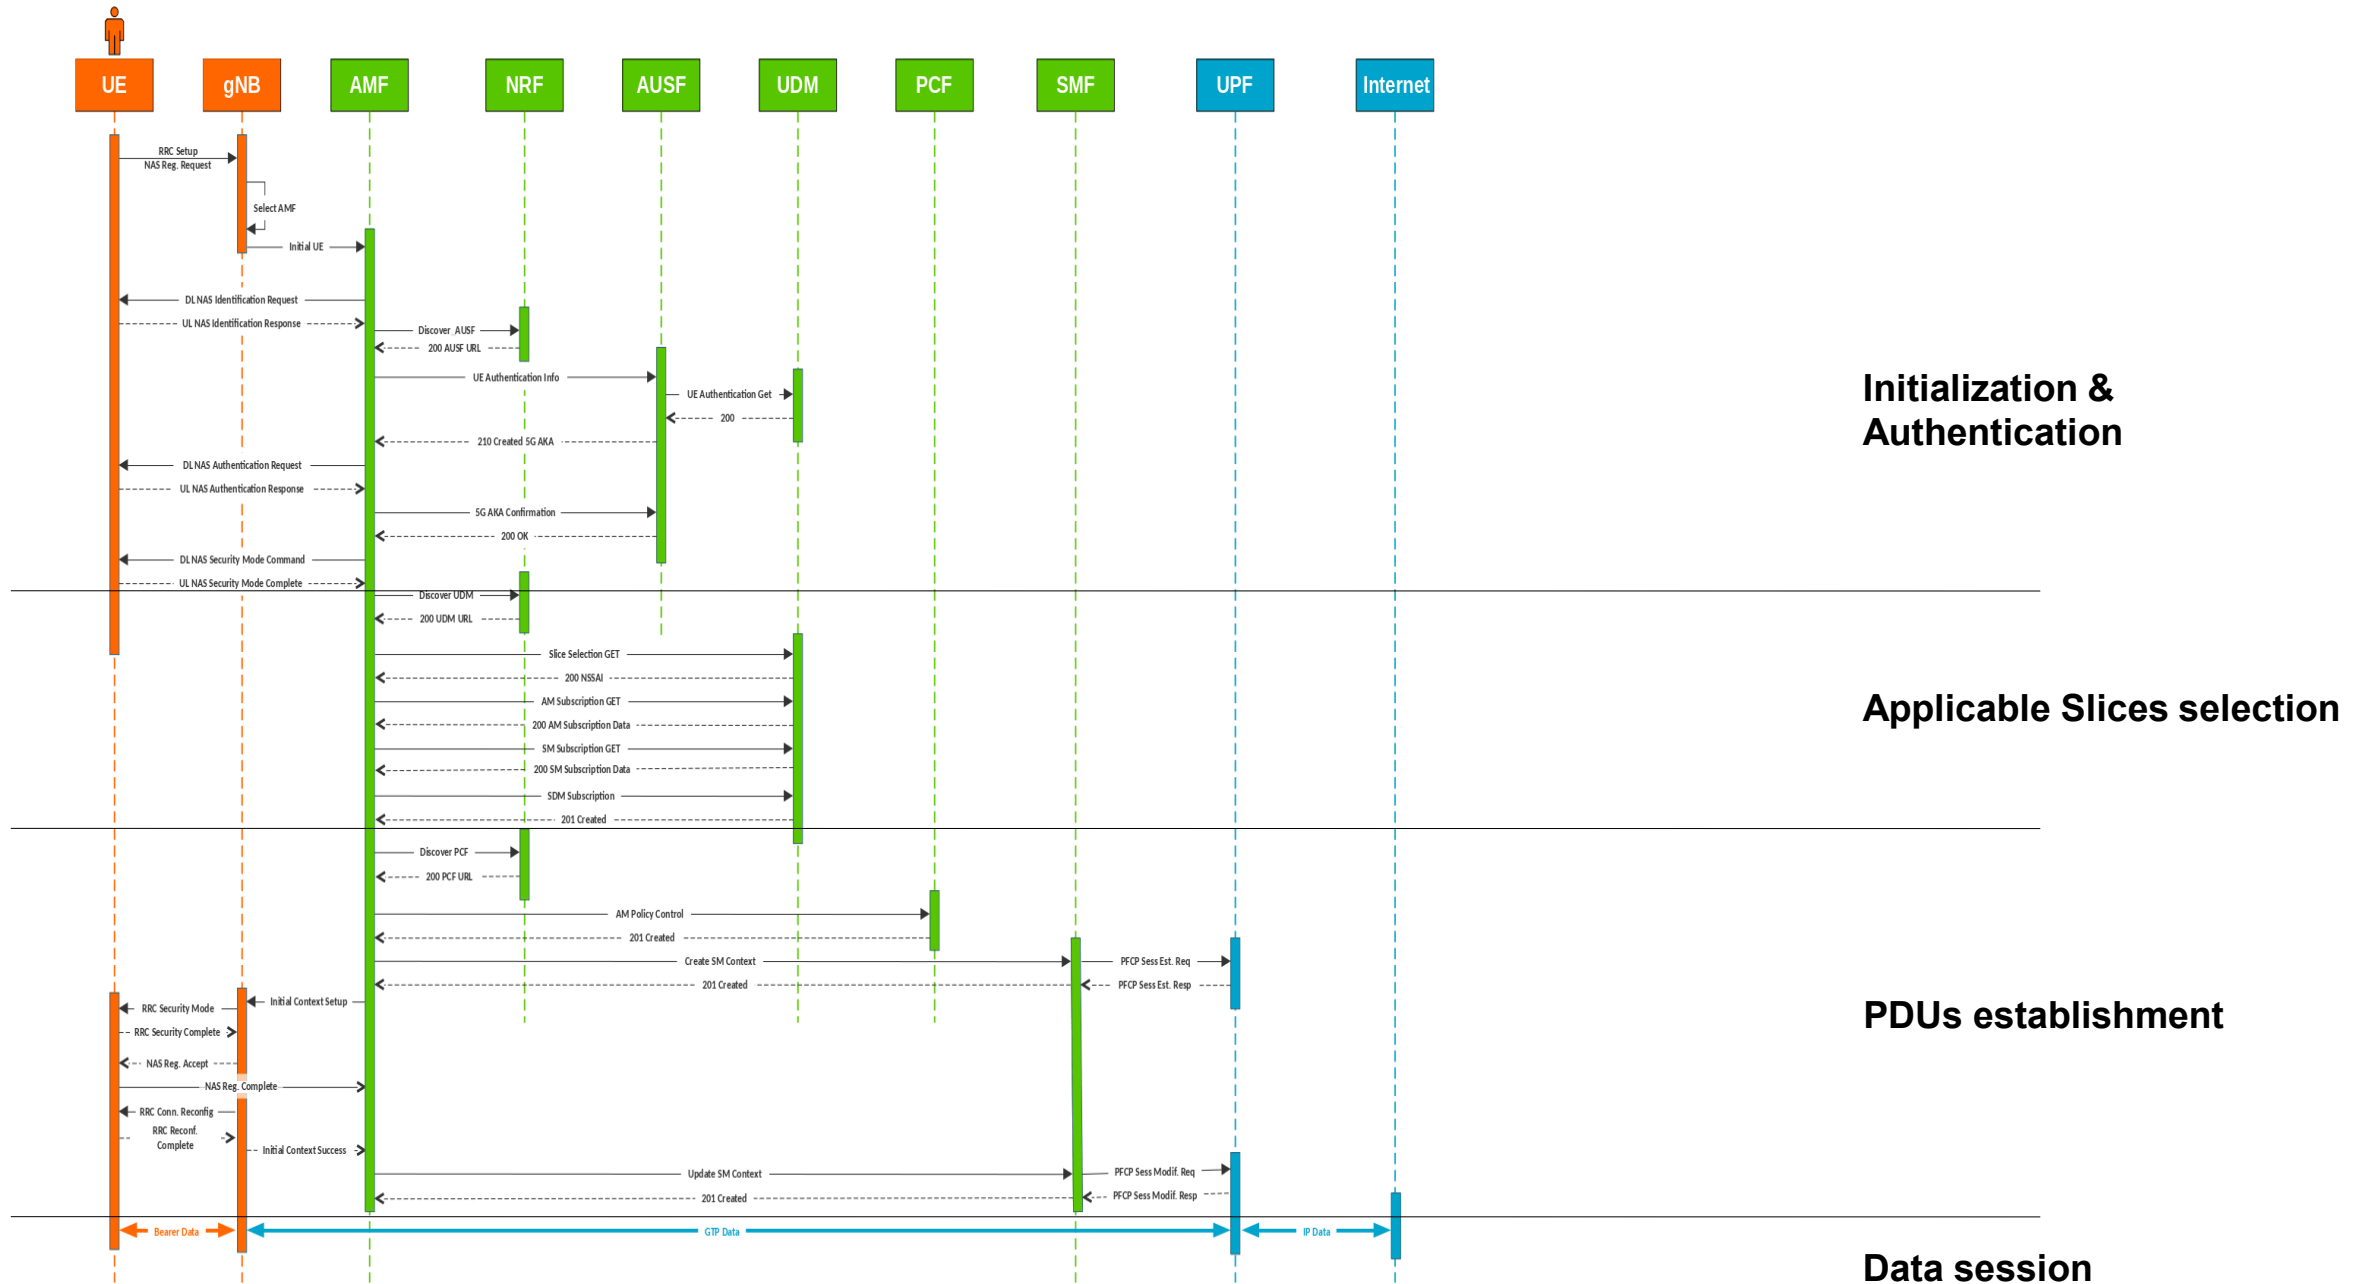 UE
gNB
AMF
NRF
AUSF
UDM
PCF
SMF
UPF
Internet
RRC Setup
NAS Reg. Request
Select AMF
Initial UE
DL NAS Identification Request
UL NAS Identification Response
Discover_AUSF
200 AUSF URL
UE Authentication Info
UE Authentication Get
200
210 Created 5G AKA
DL NAS Authentication Request
UL NAS Authentication Response
5G AKA Confirmation
200 OK
DL NAS Security Mode Command
UL NAS Security Mode Complete
Initialization &
Authentication
Discover UDM
200 UDM URL
Slice Selection GET
200 NSSAI
AM Subscription GET
200 AM Subscription Data
SM Subscription GET
200 SM Subscription Data
SDM Subscription
201 Created
Applicable Slices selection
Discover PCF
200 PCF URL
AM Policy Control
201 Created
Create SM Context
PFCP Sess Est. Req
201 Created
PFCP Sess Est. Resp
Initial Context Setup
RRC Security Mode
RRC Security Complete
NAS Reg. Accept
NAS Reg. Complete
RRC Conn. Reconfig
RRC Reconf.
Complete
Initial Context Success
Update SM Context
PFCP Sess Modif. Req
201 Created
PFCP Sess Modif. Resp
PDUs establishment
Bearer Data
GTP Data
IP Data
Data session